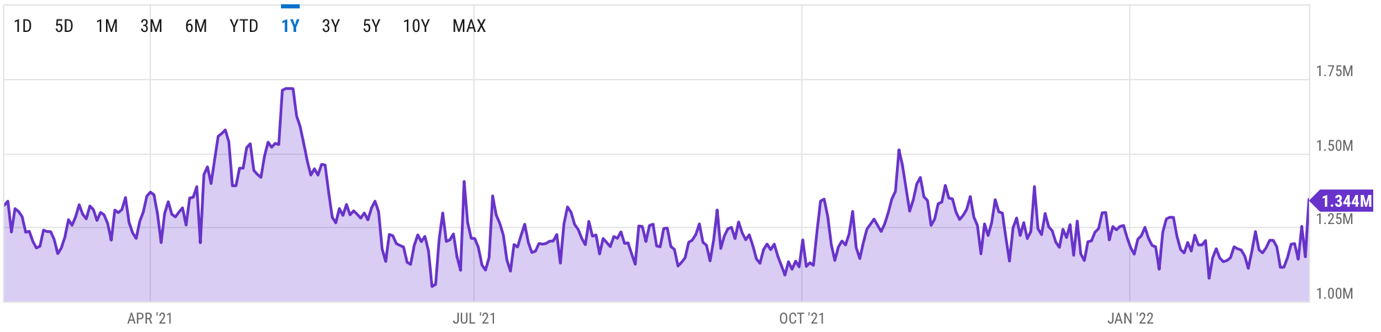 1D 5D 1M 3M 6M YTD 1Y 3Y 5Y 10Y MAX
1.75M
1.50M
1.344M
1.25M
1.00M
APR '21 JUL '21 OCT '21 JAN '22